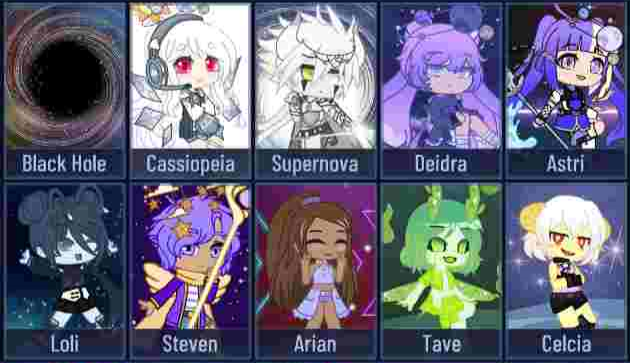 Black Hole
Cassiopeia
Supernova
Deidra
Astri
Loli
Steven
Arian
Tave
Celcia